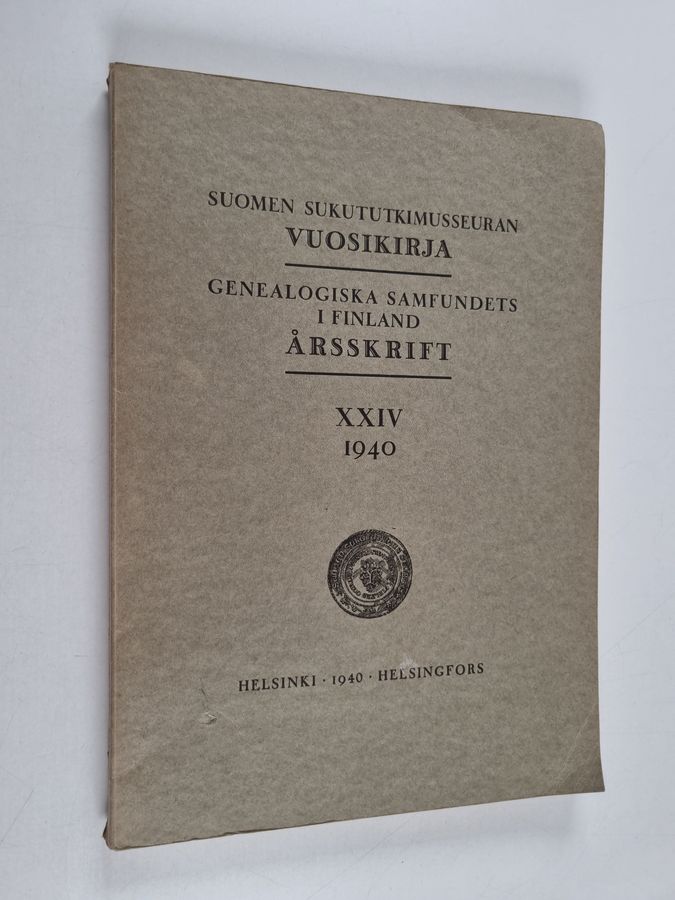 SUOMEN SUKUTUTKIMUSSEURAN
VUOSIKIRJA
GENEALOGISKA SAMFUNDETS
I FINLAND
ÅRSSKRIFT
XXIV
1940
HELSINKI · 1940 · HELSINGFORS